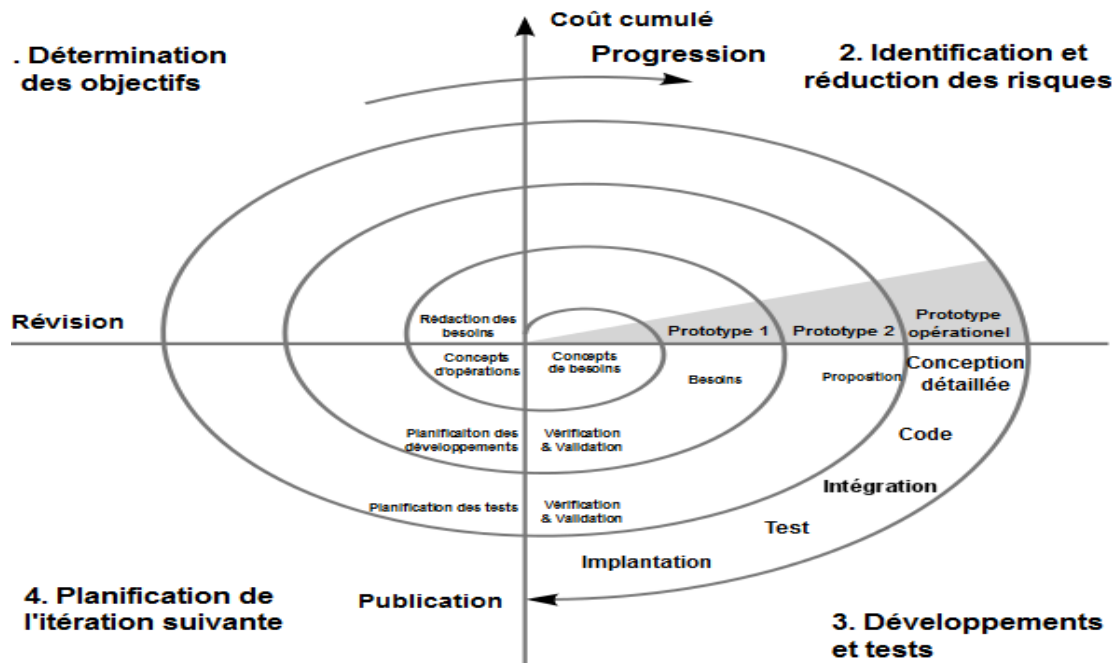 Coût cumulé
Progression
. Détermination
des objectifs
2. Identification et
réduction des risques
Révision
Rédaction des
besoins
Prototype 1
Prototype 2
Prototype
opérationel
Concepts
d'opérations
Concepts
de besoins
Besoins
Proposition
Conception
détaillée
Planificaiton des
développements
Vérification
& Validation
Code
Intégration
Planification des tests
Vérification
& Validation
Test
Implantation
4. Planification de
l'itération suivante
Publication
3. Développements
et tests